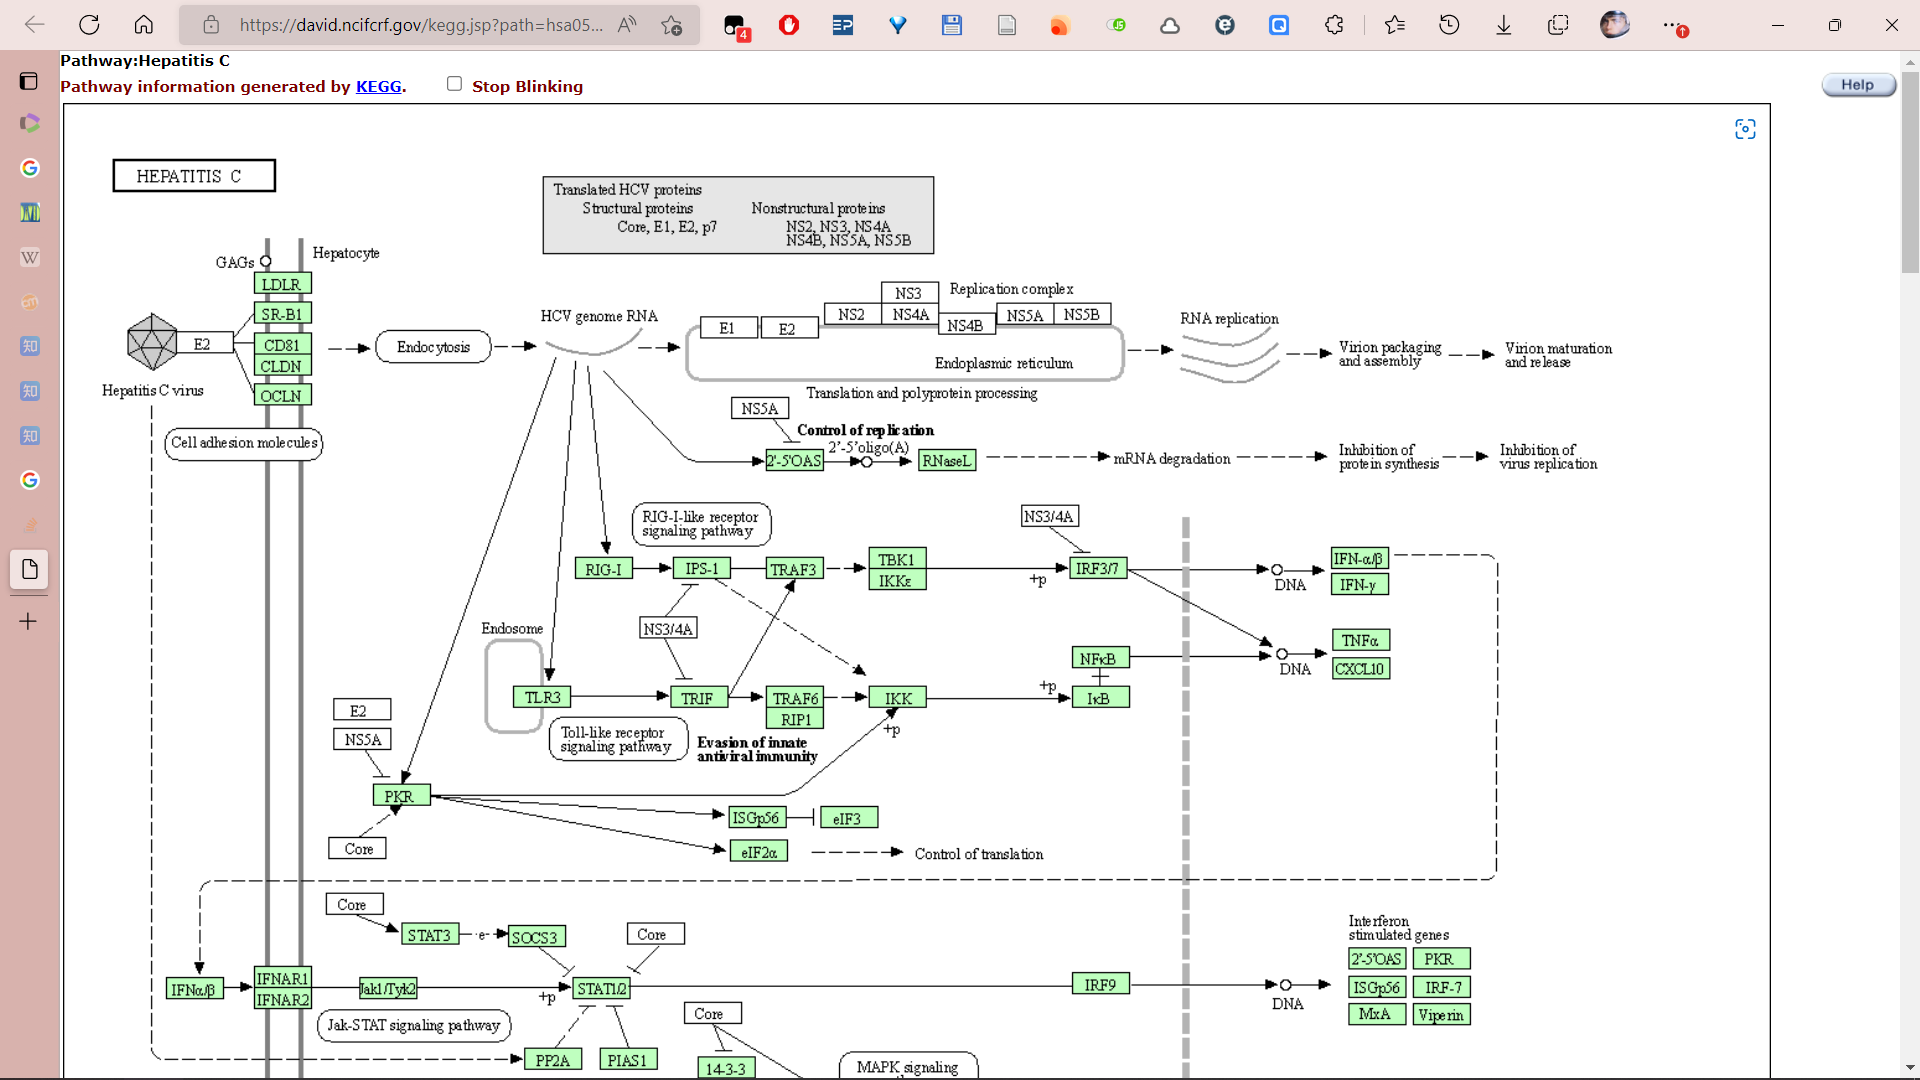 https://david.ncifcrf.gov/kegg.jsp?path=hsa05...
4
Pathway:Hepatitis C
Pathway information generated by KEGG.
Stop Blinking
Help
HEPATITIS C
Translated HCV proteins
Structural proteins
Nonstructural proteins
Core, E1, E2, p7
NS2, NS3, NS4A
NS4B, NS5A, NS5B
GAGs
Hepatocyte
LDLR
SR-B1
E2
CD81
CLDN
OCLN
Hepatitis C virus
Cell adhesion molecules
Endocytosis
HCV genome RNA
E1
E2
NS2
NS3
NS4A
NS4B
NS5A
NS5B
Replication complex
Endoplasmic reticulum
Translation and polyprotein processing
RNA replication
Virion packaging
and assembly
Virion maturation
and release
NS5A
Control of replication
2'-5'oligo(A)
2'-5'OAS
RNaseL
mRNA degradation
Inhibition of
protein synthesis
Inhibition of
virus replication
RIG-I-like receptor
signaling pathway
NS3/4A
RIG-I
IPS-1
TRAF3
TBK1
IKKε
+p
IRF3/7
DNA
IFN-α/β
IFN-γ
NS3/4A
Endosome
TLR3
TRIF
TRAF6
RIP1
IKK
+p
+p
NFκB
IκB
DNA
TNFα
CXCL10
Toll-like receptor
signaling pathway
Evasion of innate
antiviral immunity
E2
NS5A
PKR
Core
ISGp56
eIF3
eIF2α
Control of translation
Core
STAT3
e
SOCS3
Core
IFNα/β
IFNAR1
IFNAR2
Jak1/Tyk2
+p
STAT1/2
IRF9
DNA
Interferon
stimulated genes
2'-5'OAS
PKR
ISGp56
IRF-7
MxA
Viperin
Jak-STAT signaling pathway
PP2A
PIAS1
Core
14-3-3
MAPK signaling